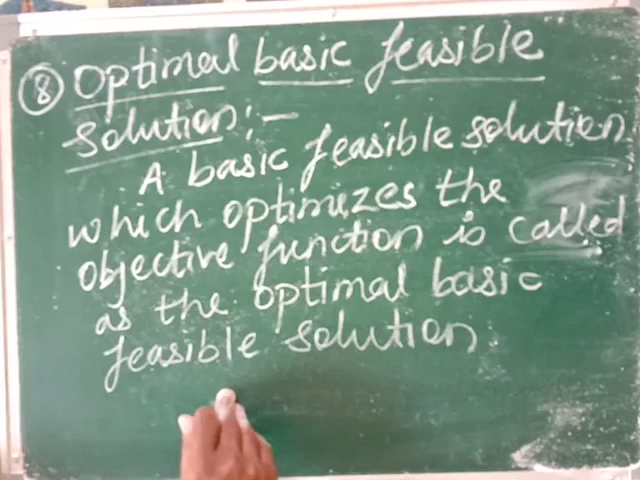 ⑧ Optimal basic feasible
solution:-
A basic feasible solution
which optimizes the
objective function is called
as the optimal basic
feasible solution